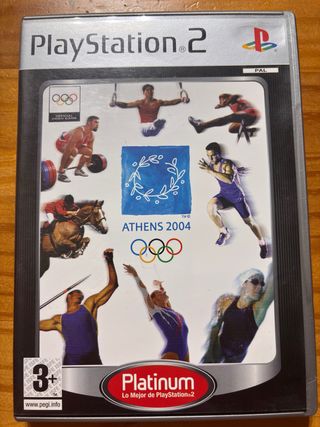 PlayStation®2
PAL
ATHENS 2004
3+
www.pegi.info
Platinum
Lo Mejor de PlayStation®2